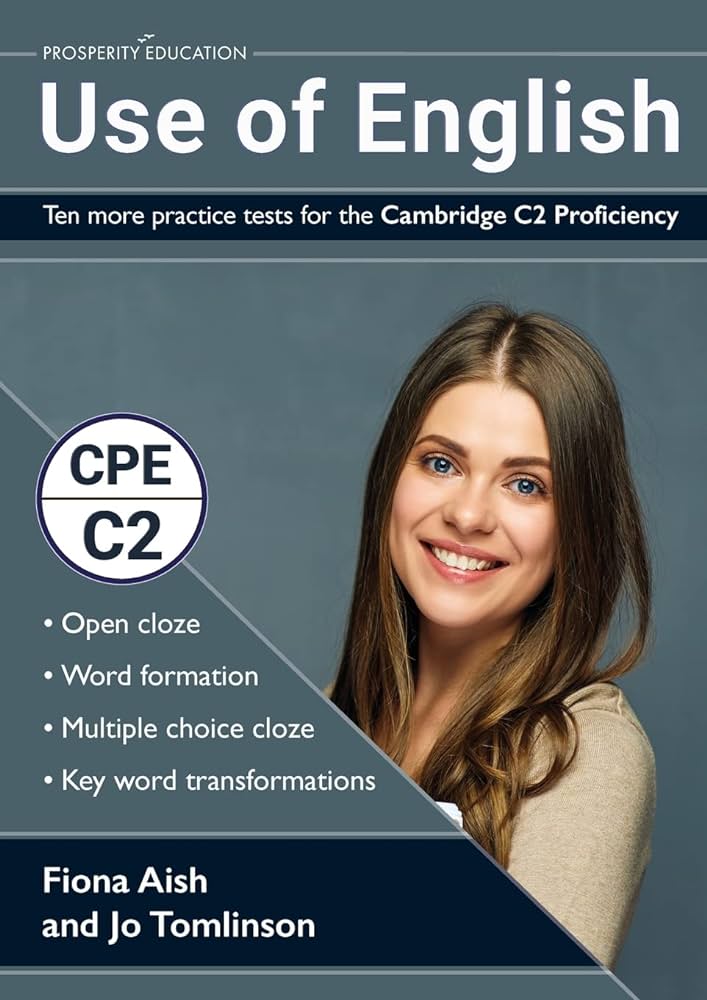 PROSPERITY EDUCATION
Use of English
Ten more practice tests for the Cambridge C2 Proficiency
CPE
C2
• Open cloze
• Word formation
• Multiple choice cloze
• Key word transformations
Fiona Aish
and Jo Tomlinson